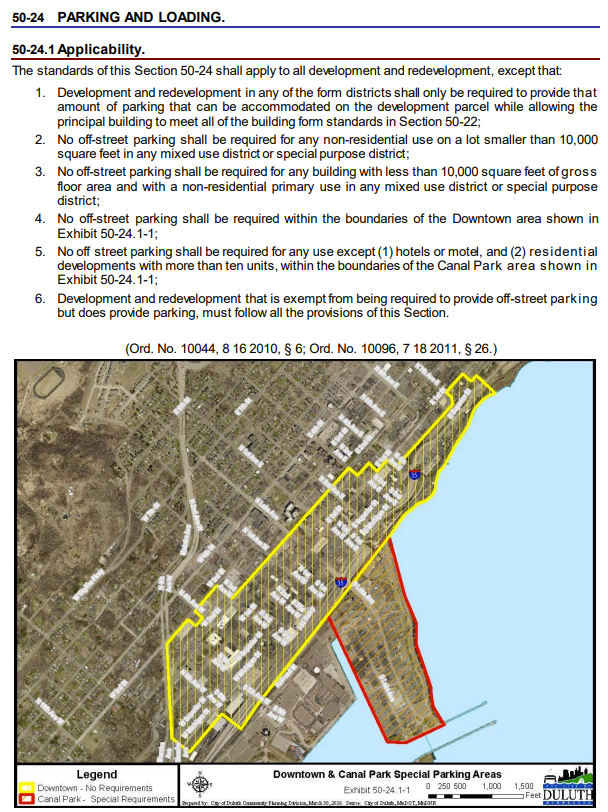 50-24 PARKING AND LOADING.
50-24.1 Applicability.
The standards of this Section 50-24 shall apply to all development and redevelopment, except that:
1. Development and redevelopment in any of the form districts shall only be required to provide that
amount of parking that can be accommodated on the development parcel while allowing the
principal building to meet all of the building form standards in Section 50-22;
2. No off-street parking shall be required for any non-residential use on a lot smaller than 10,000
square feet in any mixed use district or special purpose district;
3. No off-street parking shall be required for any building with less than 10,000 square feet of gross
floor area and with a non-residential primary use in any mixed use district or special purpose
district;
4. No off-street parking shall be required within the boundaries of the Downtown area shown in
Exhibit 50-24.1-1;
5. No off street parking shall be required for any use except (1) hotels or motel, and (2) residential
developments with more than ten units, within the boundaries of the Canal Park area shown in
Exhibit 50-24.1-1;
6. Development and redevelopment that is exempt from being required to provide off-street parking
but does provide parking, must follow all the provisions of this Section.
(Ord. No. 10044, 8 16 2010, § 6; Ord. No. 10096, 7 18 2011, § 26.)
35
35
Legend
Downtown - No Requirements
Canal Park - Special Requirements
Downtown & Canal Park Special Parking Areas
Exhibit 50-24.1-1
0 250 500 1,000 1,500
Feet
DULUTH
Prepared by: City of Duluth Community Planning Division, March 30, 2010. Source: City of Duluth, MnDOT, MnDNR